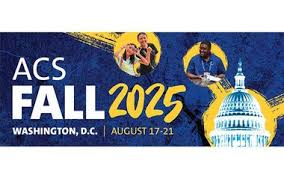 ACS
FALL 2025
WASHINGTON, D.C. | AUGUST 17-21